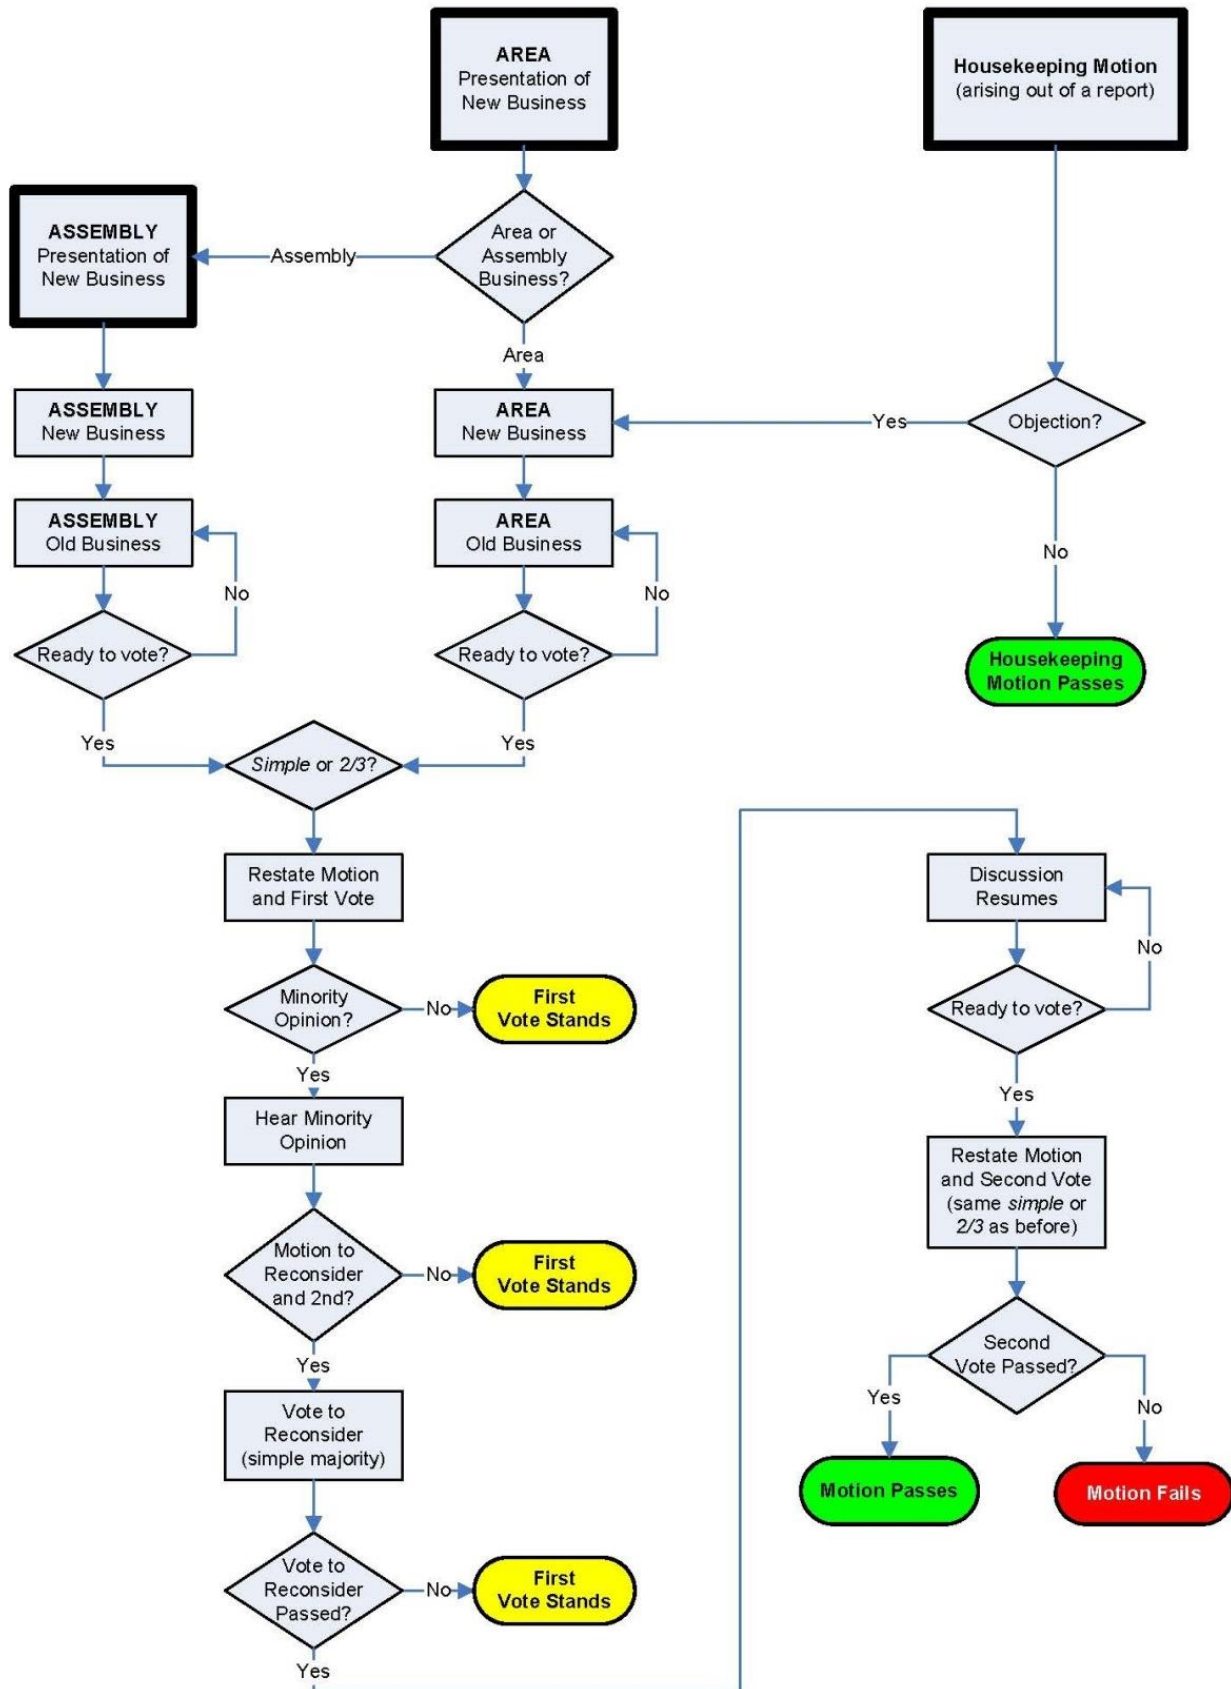 AREA
Presentation of
New Business
Housekeeping Motion
(arising out of a report)
ASSEMBLY
Presentation of
New Business
Assembly
Area or
Assembly
Business?
Area
ASSEMBLY
New Business
AREA
New Business
Yes
Objection?
ASSEMBLY
Old Business
AREA
Old Business
No
No
No
Ready to vote?
Ready to vote?
Housekeeping
Motion Passes
Yes
Yes
Simple or 2/3?
Restate Motion
and First Vote
Minority
Opinion?
No
First
Vote Stands
Yes
Hear Minority
Opinion
Motion to
Reconsider
and 2nd?
No
First
Vote Stands
Yes
Vote to
Reconsider
(simple majority)
Vote to
Reconsider
Passed?
No
First
Vote Stands
Yes
Discussion
Resumes
No
Ready to vote?
Yes
Restate Motion
and Second Vote
(same simple or
2/3 as before)
Second
Vote Passed?
Yes
No
Motion Passes
Motion Fails